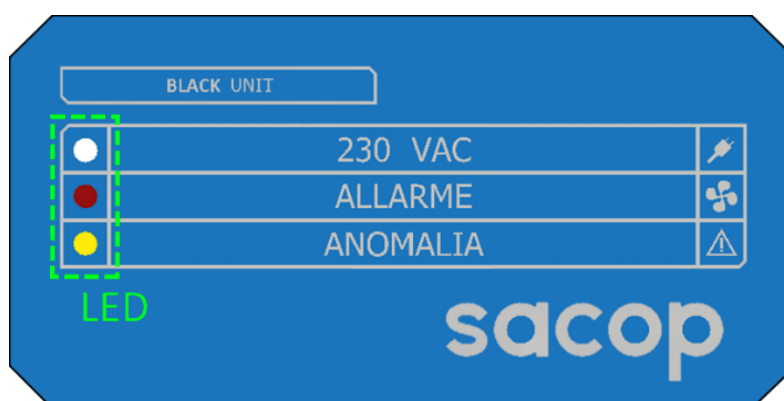 BLACK UNIT
230 VAC
ALLARME
ANOMALIA
LED
sacop